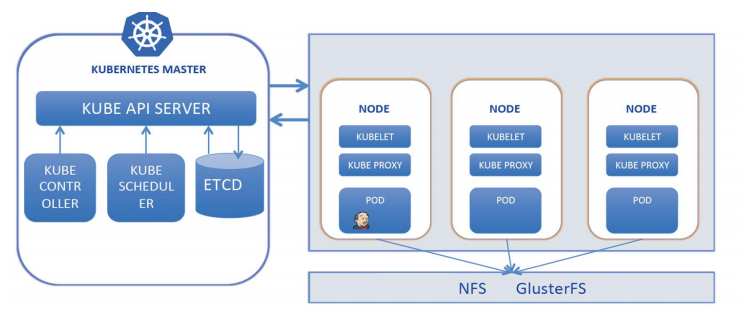 KUBERNETES MASTER
KUBE API SERVER
KUBE
CONTR
OLLER
KUBE
SCHEDUL
ER
ETCD
NODE
KUBELET
KUBE PROXY
POD
NODE
KUBELET
KUBE PROXY
POD
NODE
KUBELET
KUBE PROXY
POD
NFS GlusterFS